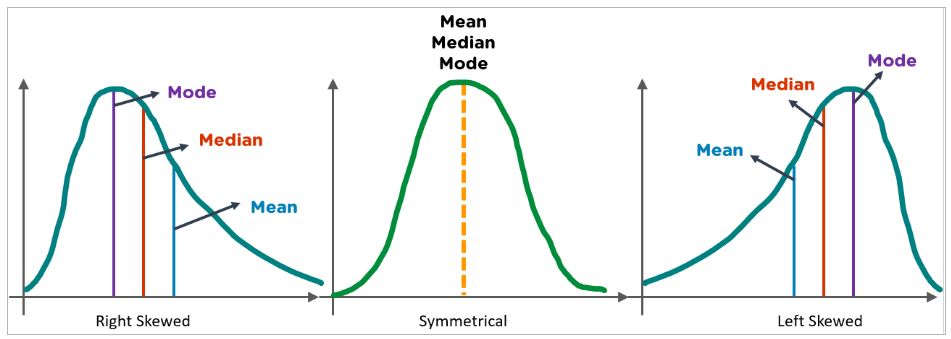 Mode
Median
Mean
Right Skewed
Mean
Median
Mode
Symmetrical
Mode
Median
Mean
Left Skewed